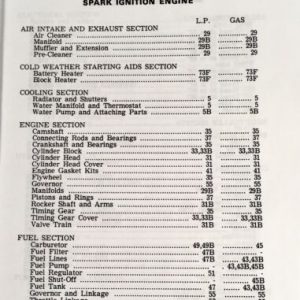 SPARK IGNITION ENGINE
L.P. GAS
AIR INTAKE AND EXHAUST SECTION
Air Cleaner 29 29
Manifold 29B 29B
Muffler and Extension 29B 29B
Pre-Cleaner 29 29
COLD WEATHER STARTING AIDS SECTION
Battery Heater 73F 73F
Block Heater 73F 73F
COOLING SECTION
Radiator and Shutters 5 5
Water Manifold and Thermostat 5 5
Water Pump and Attaching Parts 5B 5B
ENGINE SECTION
Camshaft 35 35
Connecting Rods and Bearings 37 37
Crankshaft and Bearings 35 35
Cylinder Block 33,33B 33,33B
Cylinder Head 31 31
Cylinder Head Cover 31 31
Engine Gasket Kits 41 41
Flywheel 35 35
Governor 55 55
Manifolds 29B 29B
Pistons and Rings 37 37
Rocker Shaft and Arms 31B 31B
Timing Gear 35 35
Timing Gear Cover 33,33B 33,33B
Valves 31B 31B
FUEL SECTION
Carburetor 49,49B 45
Fuel Filter 47B
Fuel Lines 47B 43,43B
Fuel Pump 43,43B,45B
Fuel Regulator 51
Fuel Shut-Off 45B
Fuel Tank 47 43,43B
Governor and Linkage 55 55